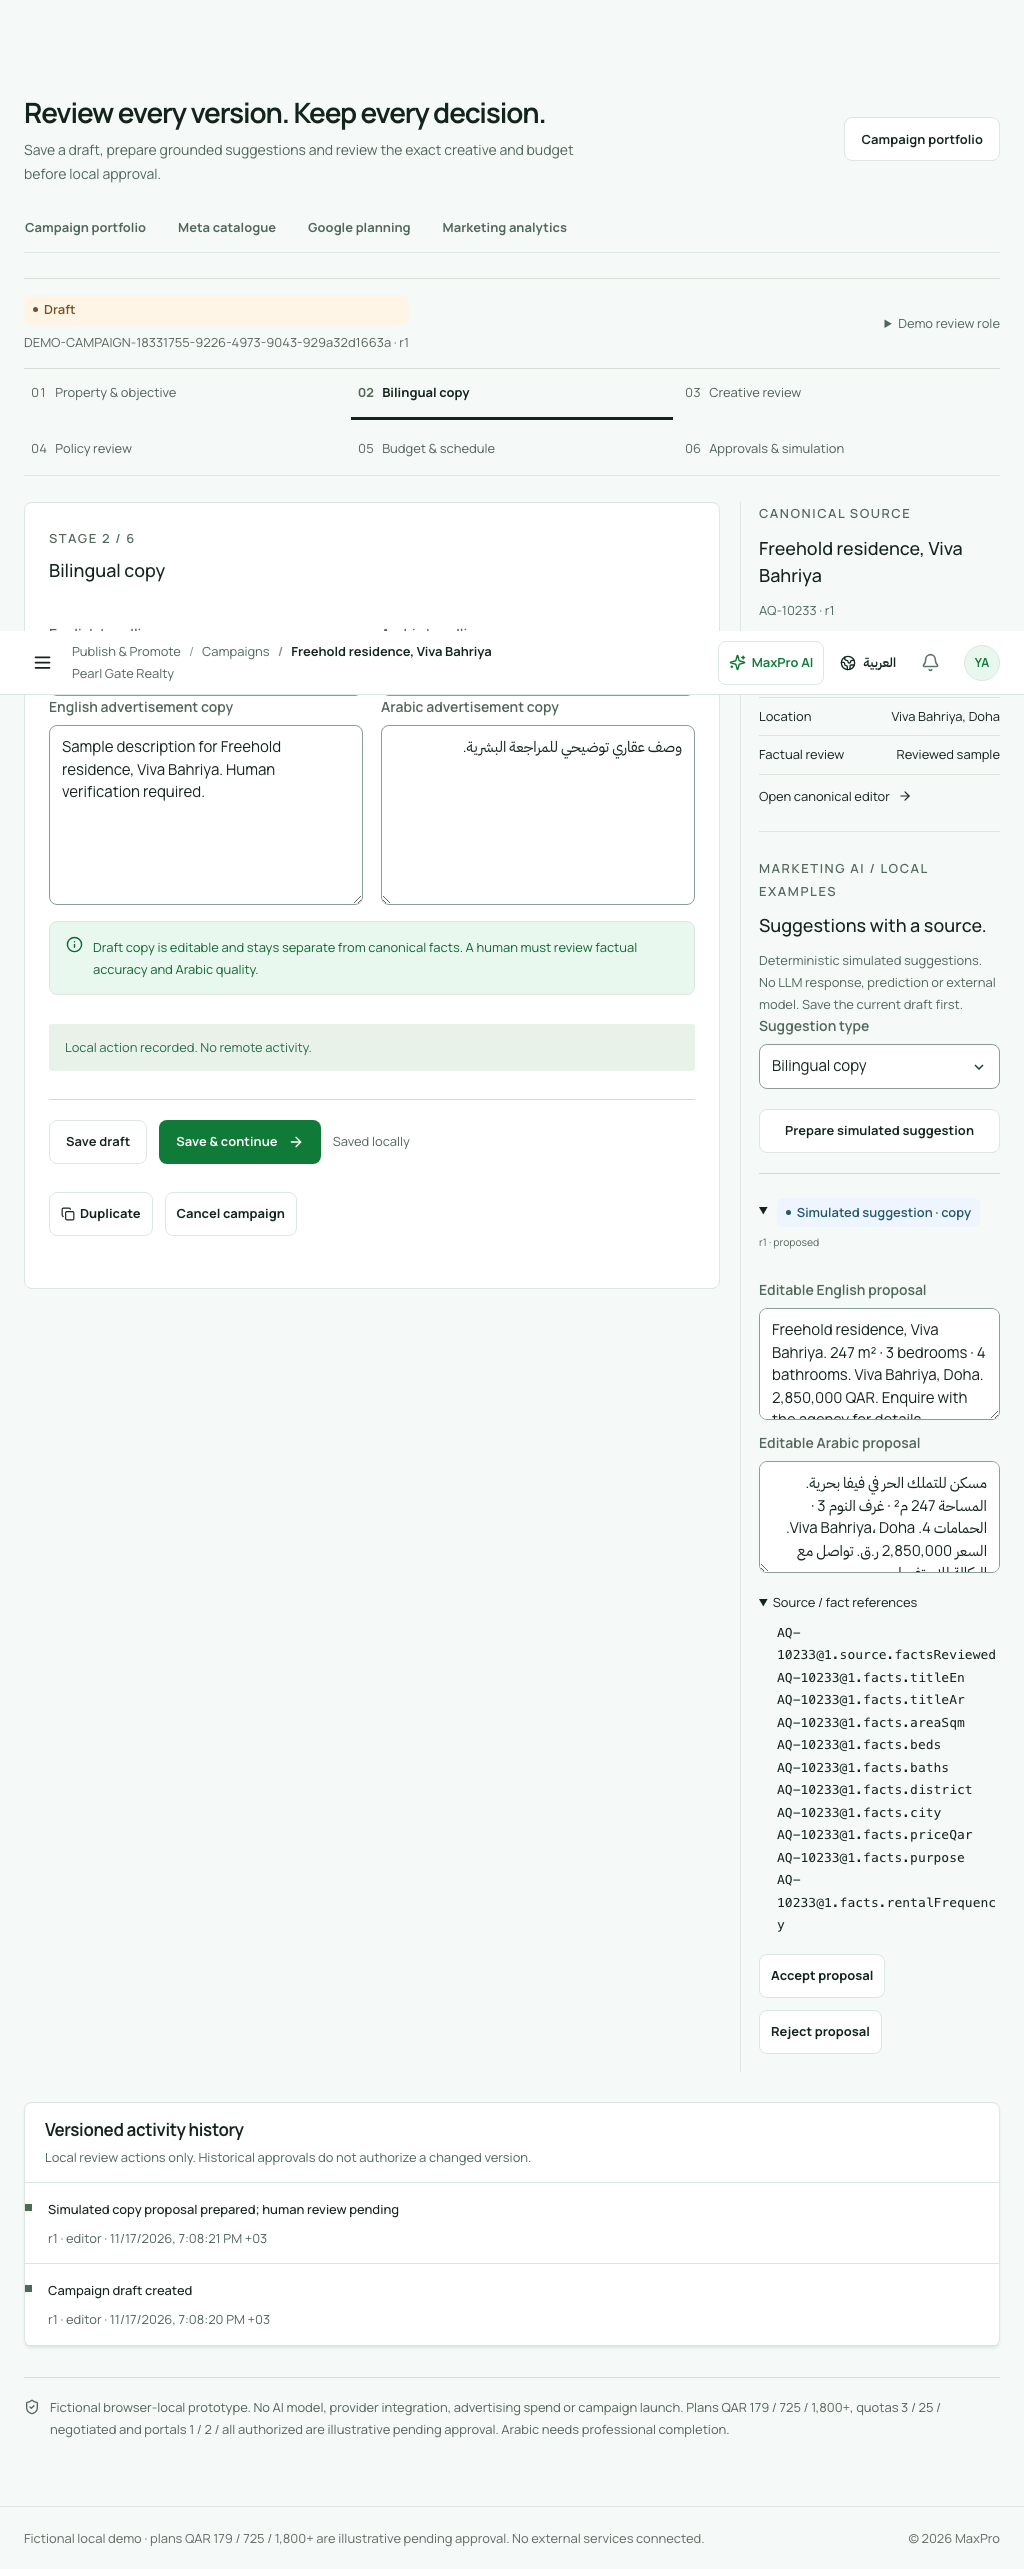 Review every version. Keep every decision.
Save a draft, prepare grounded suggestions and review the exact creative and budget
before local approval.
Campaign portfolio
Campaign portfolio
Meta catalogue
Google planning
Marketing analytics
Draft
DEMO-CAMPAIGN-18331755-9226-4973-9043-929a32d1663a · r1
Demo review role
01 Property & objective
02 Bilingual copy
03 Creative review
04 Policy review
05 Budget & schedule
06 Approvals & simulation
STAGE 2 / 6
Bilingual copy
Publish & Promote / Campaigns / Freehold residence, Viva Bahriya
Pearl Gate Realty
MaxPro AI
العربية
YA
English advertisement copy
Sample description for Freehold
residence, Viva Bahriya. Human
verification required.
Arabic advertisement copy
وصف عقاري توضيحي للمراجعة البشرية.
Draft copy is editable and stays separate from canonical facts. A human must review factual
accuracy and Arabic quality.
Local action recorded. No remote activity.
Save draft
Save & continue
Saved locally
Duplicate
Cancel campaign
CANONICAL SOURCE
Freehold residence, Viva
Bahriya
AQ-10233 · r1
Location Viva Bahriya, Doha
Factual review Reviewed sample
Open canonical editor
MARKETING AI / LOCAL
EXAMPLES
Suggestions with a source.
Deterministic simulated suggestions.
No LLM response, prediction or external
model. Save the current draft first.
Suggestion type
Bilingual copy
Prepare simulated suggestion
Simulated suggestion · copy
r1 · proposed
Editable English proposal
Freehold residence, Viva
Bahriya. 247 m² · 3 bedrooms · 4
bathrooms. Viva Bahriya, Doha.
2,850,000 QAR. Enquire with
the agency for details.
Editable Arabic proposal
مسكن للتملك الحر في فيفا بحرية.
المساحة 247 م² · غرف النوم 3 ·
الحمامات 4. Viva Bahriya، Doha.
السعر 2,850,000 ر.ق. تواصل مع
Source / fact references
AQ-
10233@1.source.factsReviewed
AQ-10233@1.facts.titleEn
AQ-10233@1.facts.titleAr
AQ-10233@1.facts.areaSqm
AQ-10233@1.facts.beds
AQ-10233@1.facts.baths
AQ-10233@1.facts.district
AQ-10233@1.facts.city
AQ-10233@1.facts.priceQar
AQ-10233@1.facts.purpose
AQ-
10233@1.facts.rentalFrequenc
y
Accept proposal
Reject proposal
Versioned activity history
Local review actions only. Historical approvals do not authorize a changed version.
Simulated copy proposal prepared; human review pending
r1 · editor · 11/17/2026, 7:08:21 PM +03
Campaign draft created
r1 · editor · 11/17/2026, 7:08:20 PM +03
Fictional browser-local prototype. No AI model, provider integration, advertising spend or campaign launch. Plans QAR 179 / 725 / 1,800+, quotas 3 / 25 /
negotiated and portals 1 / 2 / all authorized are illustrative pending approval. Arabic needs professional completion.
Fictional local demo · plans QAR 179 / 725 / 1,800+ are illustrative pending approval. No external services connected.
© 2026 MaxPro